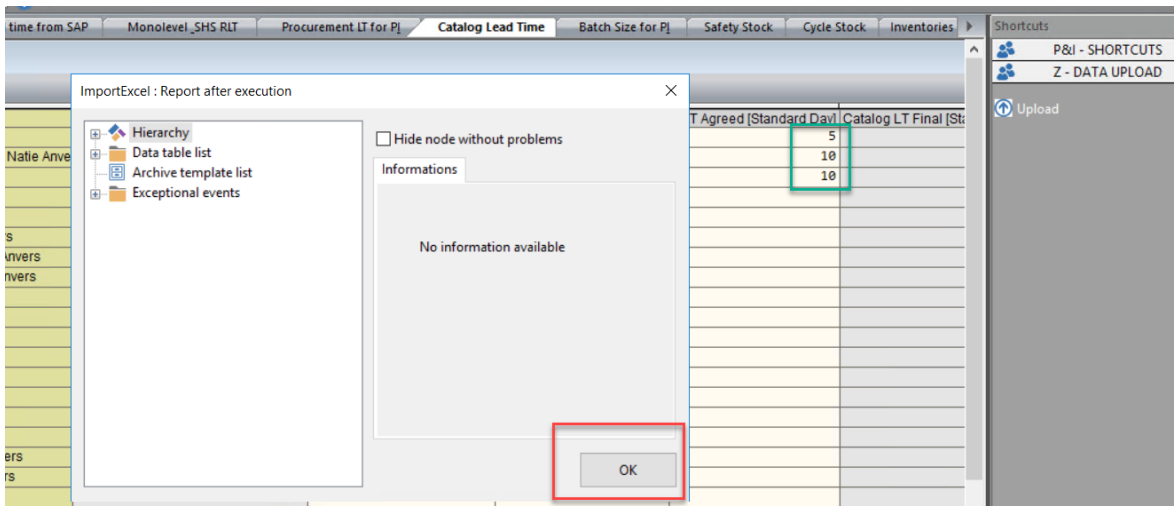 time from SAP Monolevel_SHS RLT Procurement LT for PI Catalog Lead Time Batch Size for PI Safety Stock Cycle Stock Inventories
Shortcuts
P&I - SHORTCUTS
Z - DATA UPLOAD
Upload
ImportExcel : Report after execution
Hierarchy
Data table list
Archive template list
Exceptional events
Hide node without problems
Informations
No information available
OK
T Agreed [Standard Day] Catalog LT Final [Sta
5
10
10
Natie Anve
rs
Anvers
nvers
ers
rs